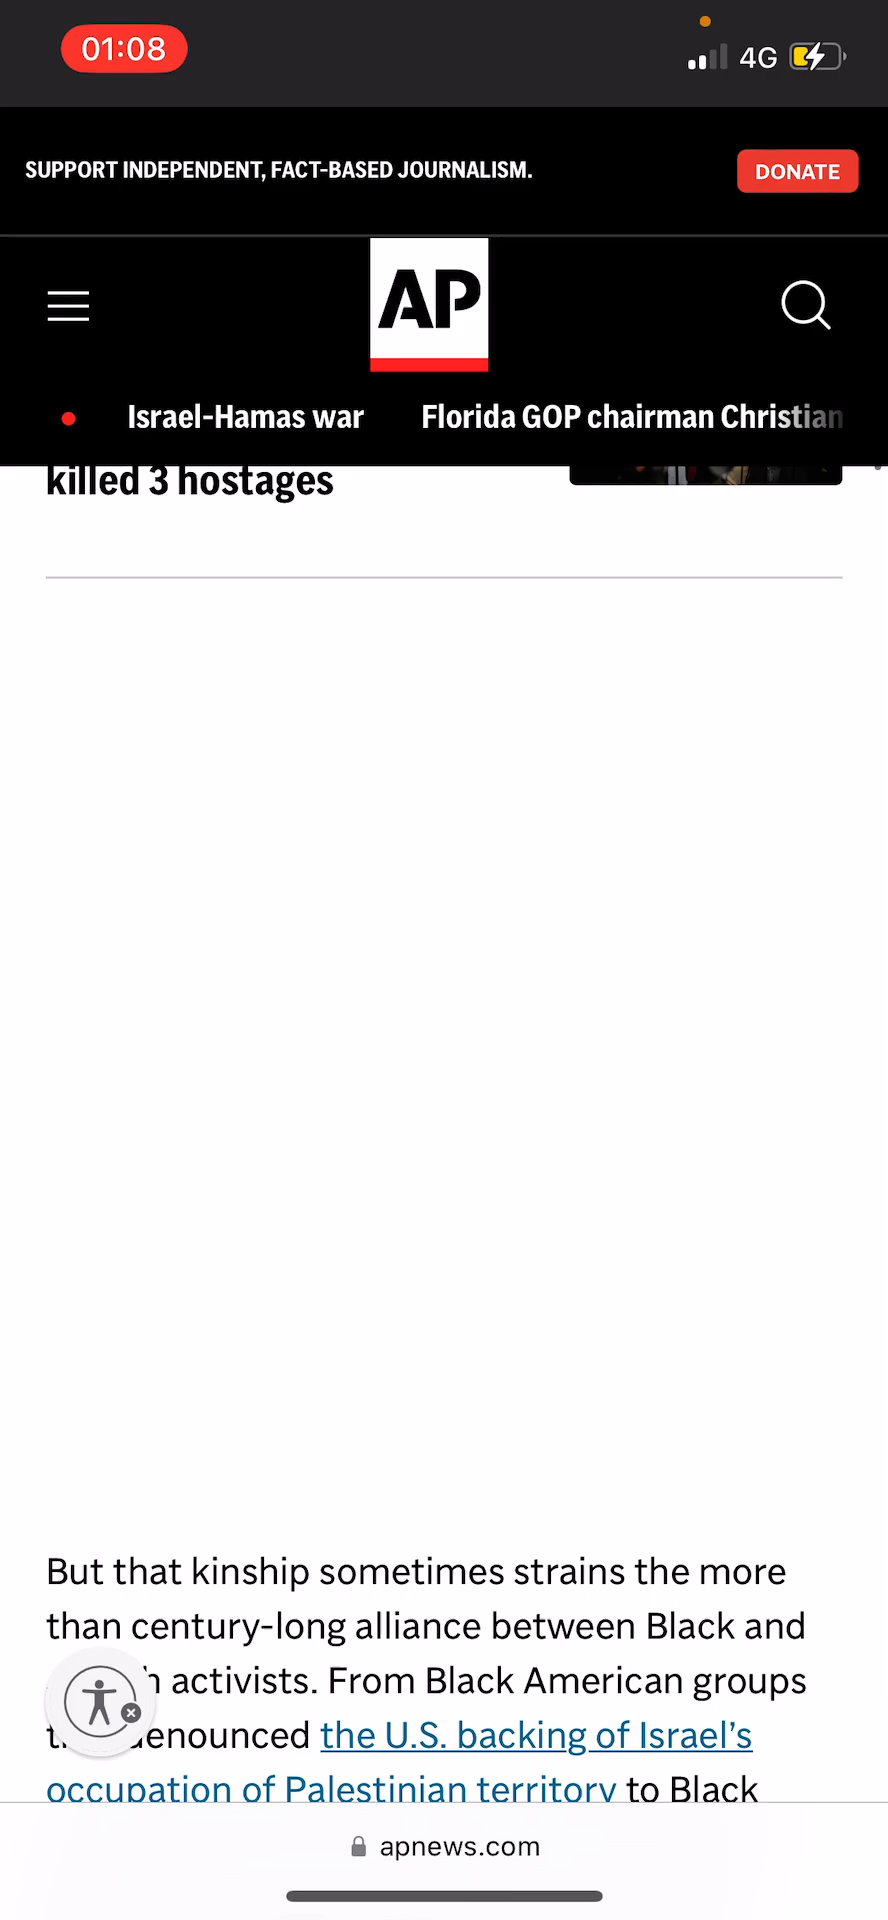 01:08
4G
SUPPORT INDEPENDENT, FACT-BASED JOURNALISM.
DONATE
AP
Israel-Hamas war
Florida GOP chairman Christian
killed 3 hostages
But that kinship sometimes strains the more
than century-long alliance between Black and
activists. From Black American groups
denounced the U.S. backing of Israel’s
occupation of Palestinian territory to Black
apnews.com